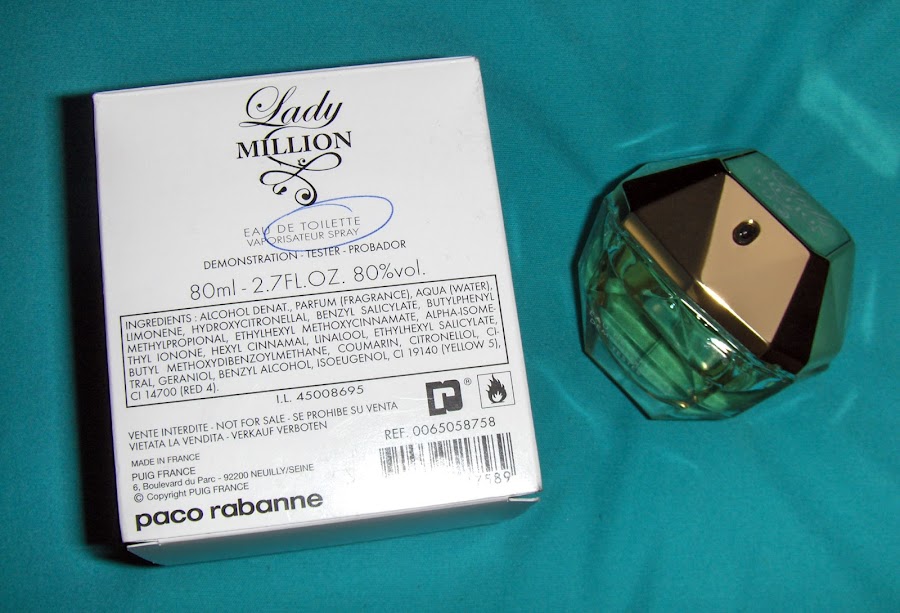 Lady
MILLION
EAU DE TOILETTE
VAPORISATEUR SPRAY
DEMONSTRATION - TESTER - PROBADOR
80ml - 2.7FL.OZ. 80%vol.
INGREDIENTS : ALCOHOL DENAT., PARFUM (FRAGRANCE), AQUA (WATER),
LIMONENE, HYDROXYCITRONELLAL, BENZYL SALICYLATE, BUTYLPHENYL
METHYLPROPIONAL, ETHYLHEXYL METHOXYCINNAMATE, ALPHA-ISOME-
THYL IONONE, HEXYL CINNAMAL, LINALOOL, ETHYLHEXYL SALICYLATE,
BUTYL METHOXYDIBENZOYLMETHANE, COUMARIN, CITRONELLOL, CI-
TRAL, GERANIOL, BENZYL ALCOHOL, ISOEUGENOL, CI 19140 (YELLOW 5),
CI 14700 (RED 4).
I.L. 45008695
VENTE INTERDITE - NOT FOR SALE - SE PROHIBE SU VENTA
VIETATA LA VENDITA - VERKAUF VERBOTEN
REF. 0065058758
MADE IN FRANCE
PUIG FRANCE
6, Boulevard du Parc - 92200 NEUILLY/SEINE
© Copyright PUIG FRANCE
paco rabanne